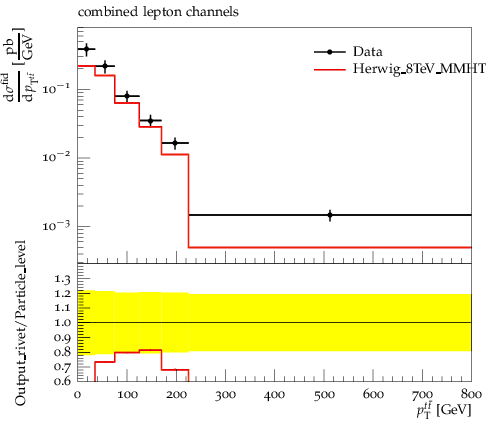 combined lepton channels
dσ^fid / dp_T^tt̄ [pb / GeV]
Data
Herwig_8TeV_MMHT
10⁻¹
10⁻²
10⁻³
Output_rivet/Particle_level
1.3
1.2
1.1
1.0
0.9
0.8
0.7
0.6
0 100 200 300 400 500 600 700 800
p_T^tt̄ [GeV]